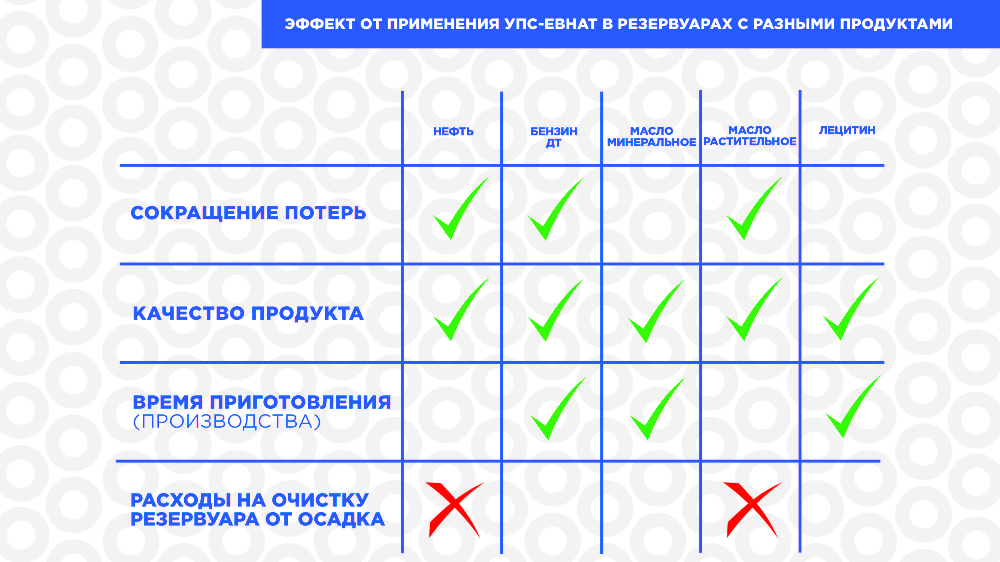 ЭФФЕКТ ОТ ПРИМЕНЕНИЯ УПС-ЕВНАТ В РЕЗЕРВУАРАХ С РАЗНЫМИ ПРОДУКТАМИ
НЕФТЬ
БЕНЗИН
ДТ
МАСЛО
МИНЕРАЛЬНОЕ
МАСЛО
РАСТИТЕЛЬНОЕ
ЛЕЦИТИН
СОКРАЩЕНИЕ ПОТЕРЬ
КАЧЕСТВО ПРОДУКТА
ВРЕМЯ ПРИГОТОВЛЕНИЯ
(ПРОИЗВОДСТВА)
РАСХОДЫ НА ОЧИСТКУ
РЕЗЕРВУАРА ОТ ОСАДКА